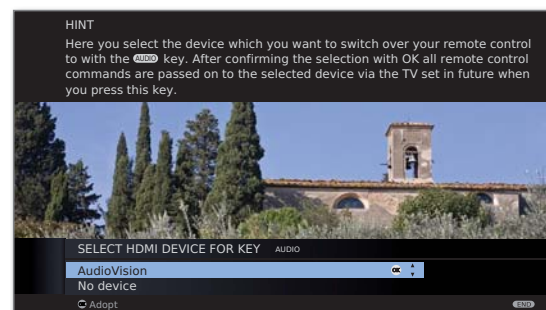 HINT
Here you select the device which you want to switch over your remote control
to with the AUDIO key. After confirming the selection with OK all remote control
commands are passed on to the selected device via the TV set in future when
you press this key.
SELECT HDMI DEVICE FOR KEY AUDIO
AudioVision OK
No device
OK Adopt END